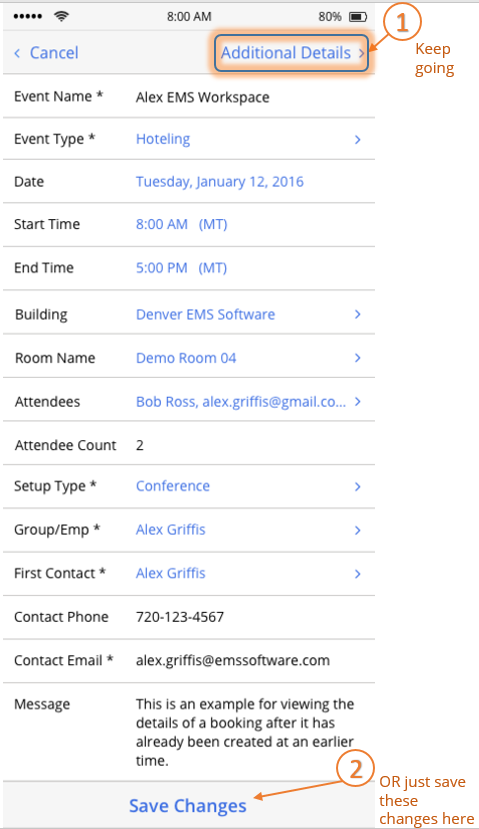 8:00 AM 80%
Cancel Additional Details
1
Keep
going
Event Name * Alex EMS Workspace
Event Type * Hoteling
Date Tuesday, January 12, 2016
Start Time 8:00 AM (MT)
End Time 5:00 PM (MT)
Building Denver EMS Software
Room Name Demo Room 04
Attendees Bob Ross, alex.griffis@gmail.co...
Attendee Count 2
Setup Type * Conference
Group/Emp * Alex Griffis
First Contact * Alex Griffis
Contact Phone 720-123-4567
Contact Email * alex.griffis@emssoftware.com
Message This is an example for viewing the
details of a booking after it has
already been created at an earlier
time.
2
OR just save
these
changes here
Save Changes